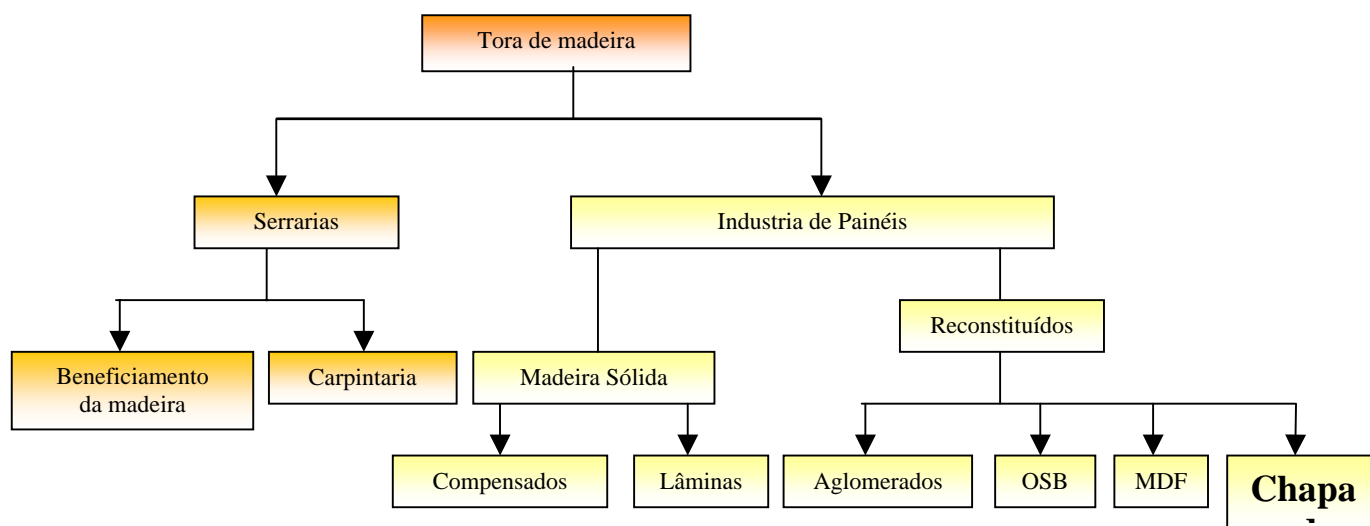 Tora de madeira
Serrarias
Industria de Painéis
Reconstituídos
Beneficiamento
da madeira
Carpintaria
Madeira Sólida
Compensados
Lâminas
Aglomerados
OSB
MDF
Chapa